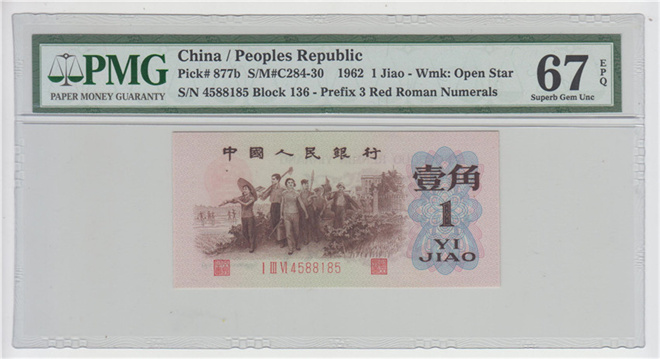 PMG
PAPER MONEY GUARANTY
China / Peoples Republic
Pick# 877b S/M#C284-30 1962 1 Jiao - Wmk: Open Star
S/N 4588185 Block 136 - Prefix 3 Red Roman Numerals
67
EPQ
Superb Gem Unc
中國人民銀行
壹角
1
YI
JIAO
I III VI 4588185